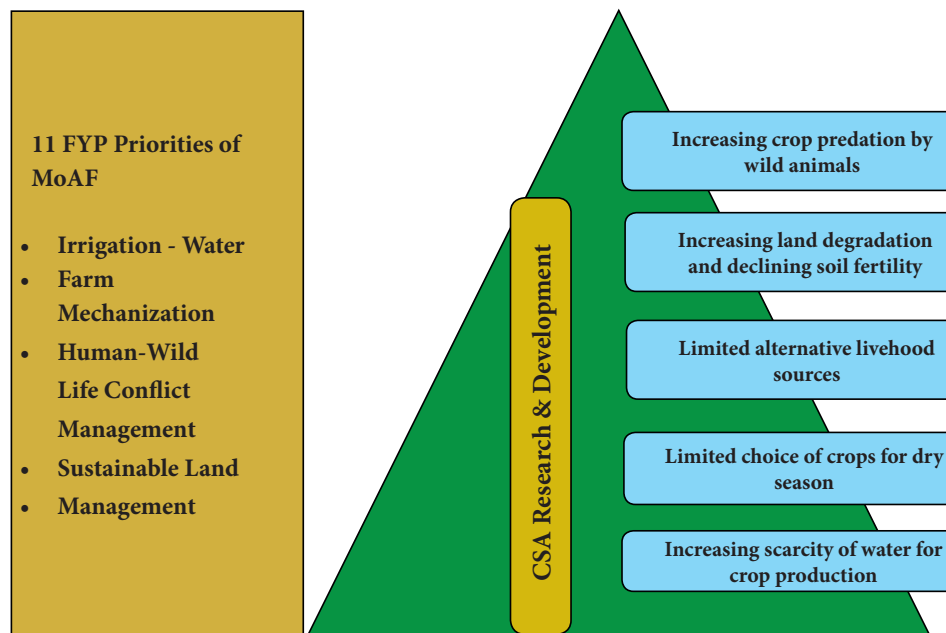 11 FYP Priorities of
MoAF
• Irrigation - Water
• Farm
Mechanization
• Human-Wild
Life Conflict
Management
• Sustainable Land
• Management
CSA Research & Development
Increasing crop predation by
wild animals
Increasing land degradation
and declining soil fertility
Limited alternative livehood
sources
Limited choice of crops for dry
season
Increasing scarcity of water for
crop production